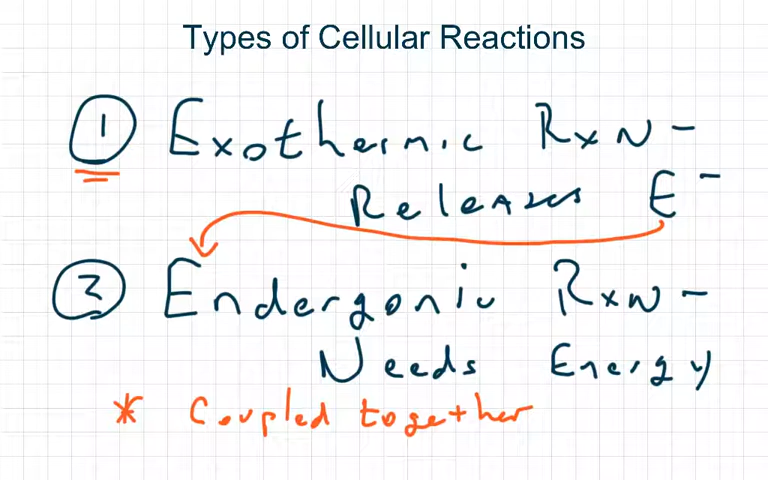 Types of Cellular Reactions
1 Exothermic Rxn -
Releases E -
2 Endergonic Rxn -
Needs Energy
* Coupled together